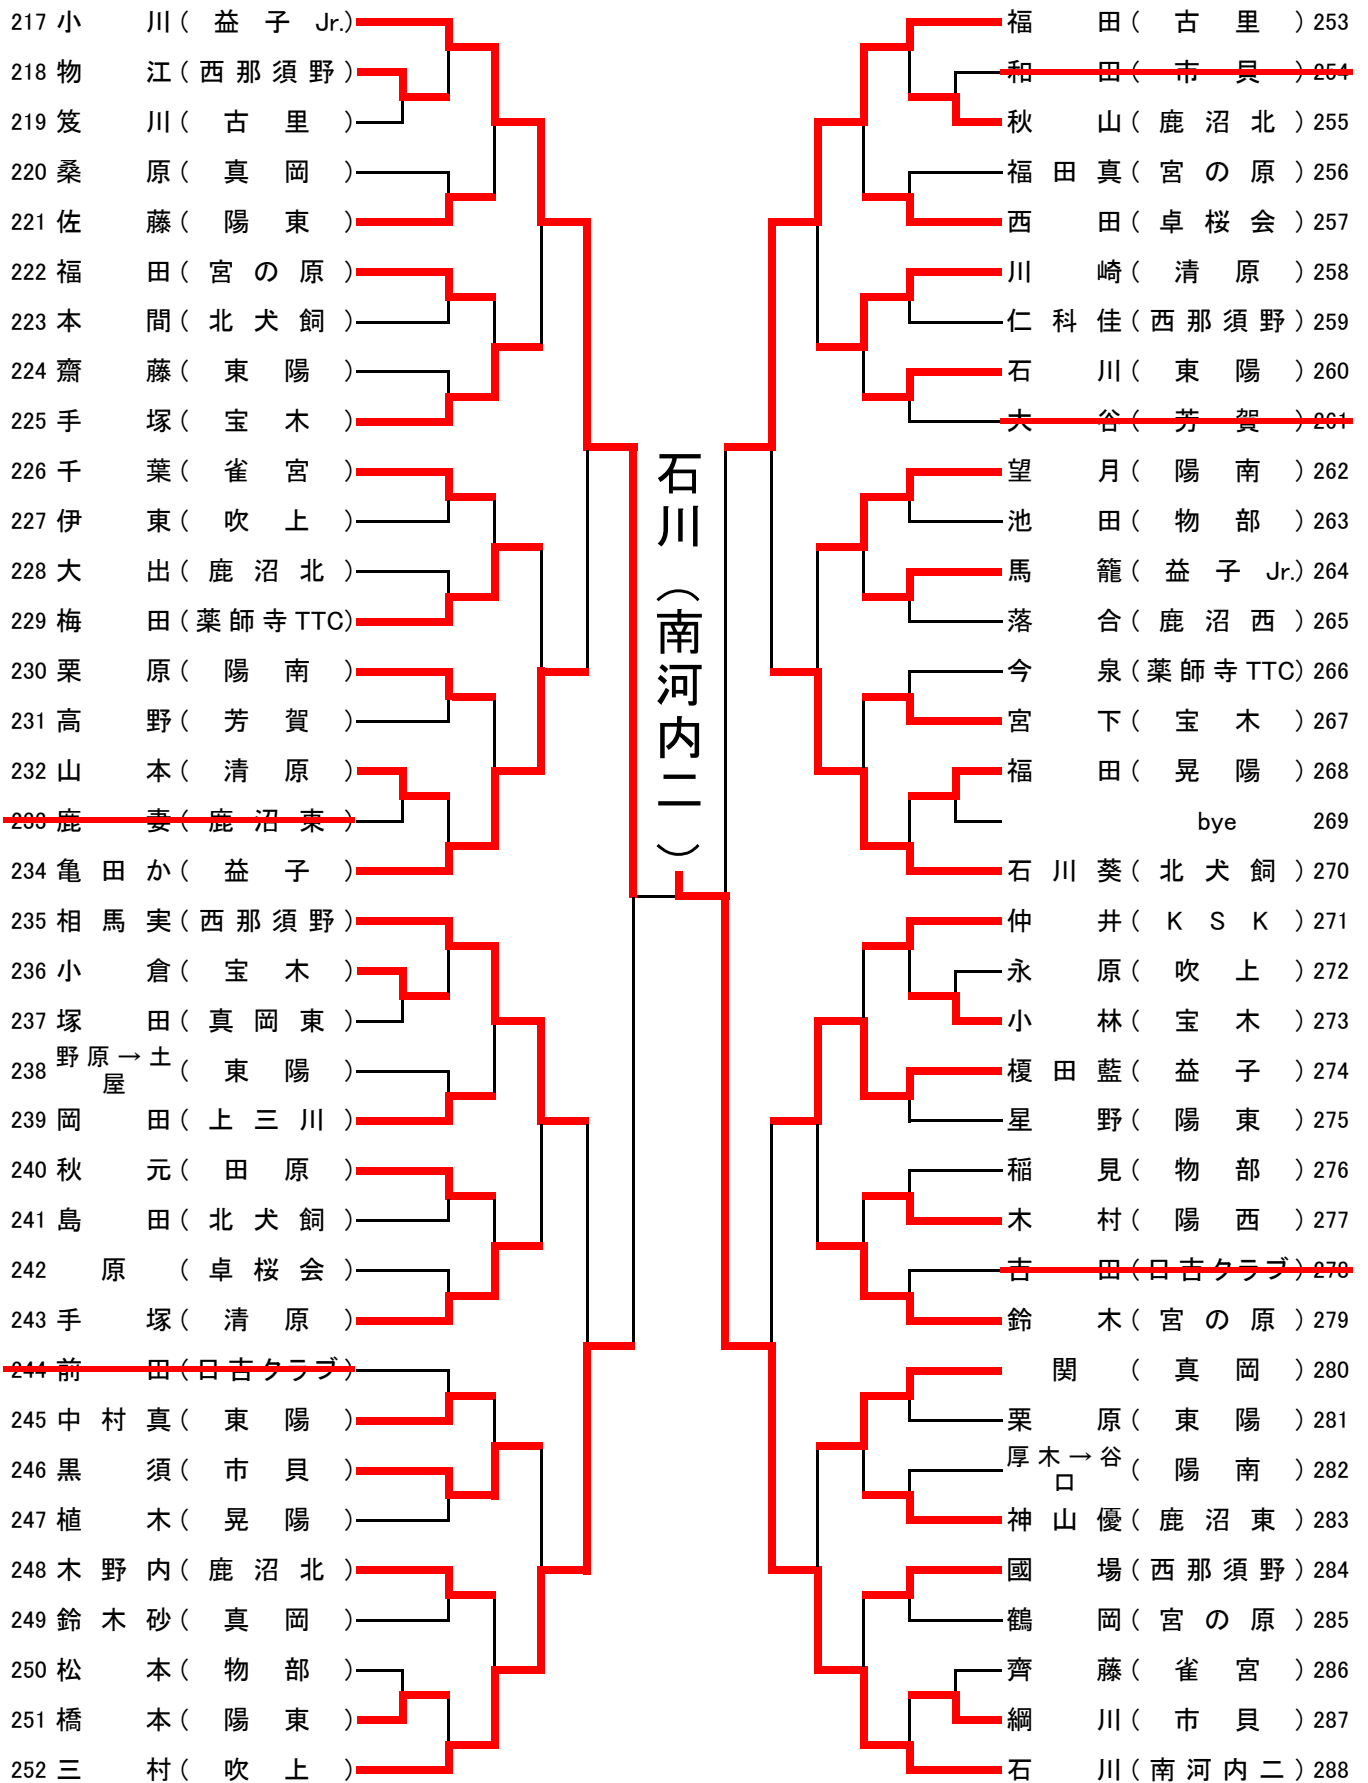 217 小川 ( 益子 Jr.)
218 物江 ( 西那須野 )
219 笈川 ( 古里 )
220 桑原 ( 真岡 )
221 佐藤 ( 陽東 )
222 福田 ( 宮の原 )
223 本間 ( 北犬飼 )
224 齋藤 ( 東陽 )
225 手塚 ( 宝木 )
226 千葉 ( 雀宮 )
227 伊東 ( 吹上 )
228 大出 ( 鹿沼北 )
229 梅田 ( 薬師寺TTC)
230 栗原 ( 陽南 )
231 高野 ( 芳賀 )
232 山本 ( 清原 )
233 鹿妻 ( 鹿沼東 )
234 亀田か ( 益子 )
235 相馬実 ( 西那須野 )
236 小倉 ( 宝木 )
237 塚田 ( 真岡東 )
238 野原→土屋 ( 東陽 )
239 岡田 ( 上三川 )
240 秋元 ( 田原 )
241 島田 ( 北犬飼 )
242 原 ( 卓桜会 )
243 手塚 ( 清原 )
244 前田 ( 日吉クラブ )
245 中村真 ( 東陽 )
246 黒須 ( 市貝 )
247 植木 ( 晃陽 )
248 木野内 ( 鹿沼北 )
249 鈴木砂 ( 真岡 )
250 松本 ( 物部 )
251 橋本 ( 陽東 )
252 三村 ( 吹上 )
石川（南河内二）
福田 ( 古里 ) 253
和田 ( 市貝 ) 254
秋山 ( 鹿沼北 ) 255
福田真 ( 宮の原 ) 256
西田 ( 卓桜会 ) 257
川崎 ( 清原 ) 258
仁科佳 ( 西那須野 ) 259
石川 ( 東陽 ) 260
大谷 ( 芳賀 ) 261
望月 ( 陽南 ) 262
池田 ( 物部 ) 263
馬籠 ( 益子 Jr.) 264
落合 ( 鹿沼西 ) 265
今泉 ( 薬師寺TTC) 266
宮下 ( 宝木 ) 267
福田 ( 晃陽 ) 268
bye 269
石川葵 ( 北犬飼 ) 270
仲井 ( KSK ) 271
永原 ( 吹上 ) 272
小林 ( 宝木 ) 273
榎田藍 ( 益子 ) 274
星野 ( 陽東 ) 275
稲見 ( 物部 ) 276
木村 ( 陽西 ) 277
吉田 ( 日吉クラブ ) 278
鈴木 ( 宮の原 ) 279
関 ( 真岡 ) 280
栗原 ( 東陽 ) 281
厚木→谷口 ( 陽南 ) 282
神山優 ( 鹿沼東 ) 283
國場 ( 西那須野 ) 284
鶴岡 ( 宮の原 ) 285
齊藤 ( 雀宮 ) 286
綱川 ( 市貝 ) 287
石川 ( 南河内二 ) 288